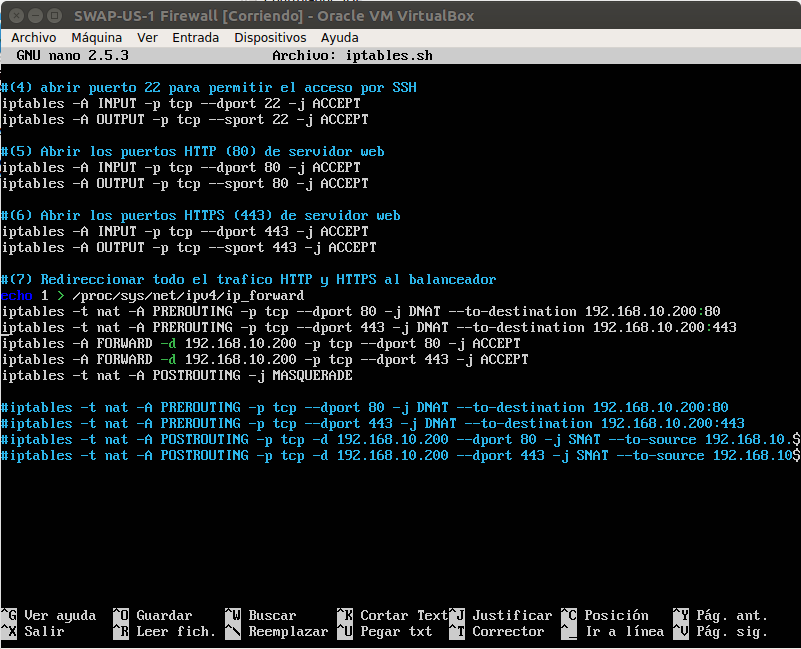 SWAP-US-1 Firewall [Corriendo] - Oracle VM VirtualBox
Archivo Máquina Ver Entrada Dispositivos Ayuda
GNU nano 2.5.3 Archivo: iptables.sh
#(4) abrir puerto 22 para permitir el acceso por SSH
iptables -A INPUT -p tcp --dport 22 -j ACCEPT
iptables -A OUTPUT -p tcp --sport 22 -j ACCEPT
#(5) Abrir los puertos HTTP (80) de servidor web
iptables -A INPUT -p tcp --dport 80 -j ACCEPT
iptables -A OUTPUT -p tcp --sport 80 -j ACCEPT
#(6) Abrir los puertos HTTPS (443) de servidor web
iptables -A INPUT -p tcp --dport 443 -j ACCEPT
iptables -A OUTPUT -p tcp --sport 443 -j ACCEPT
#(7) Redireccionar todo el trafico HTTP y HTTPS al balanceador
echo 1 > /proc/sys/net/ipv4/ip_forward
iptables -t nat -A PREROUTING -p tcp --dport 80 -j DNAT --to-destination 192.168.10.200:80
iptables -t nat -A PREROUTING -p tcp --dport 443 -j DNAT --to-destination 192.168.10.200:443
iptables -A FORWARD -d 192.168.10.200 -p tcp --dport 80 -j ACCEPT
iptables -A FORWARD -d 192.168.10.200 -p tcp --dport 443 -j ACCEPT
iptables -t nat -A POSTROUTING -j MASQUERADE
#iptables -t nat -A PREROUTING -p tcp --dport 80 -j DNAT --to-destination 192.168.10.200:80
#iptables -t nat -A PREROUTING -p tcp --dport 443 -j DNAT --to-destination 192.168.10.200:443
#iptables -t nat -A POSTROUTING -p tcp -d 192.168.10.200 --dport 80 -j SNAT --to-source 192.168.10.$
#iptables -t nat -A POSTROUTING -p tcp -d 192.168.10.200 --dport 443 -j SNAT --to-source 192.168.10$
^G Ver ayuda ^O Guardar ^W Buscar ^K Cortar Text ^J Justificar ^C Posición ^Y Pág. ant.
^X Salir ^R Leer fich. ^\ Reemplazar ^U Pegar txt ^T Corrector ^_ Ir a línea ^V Pág. sig.